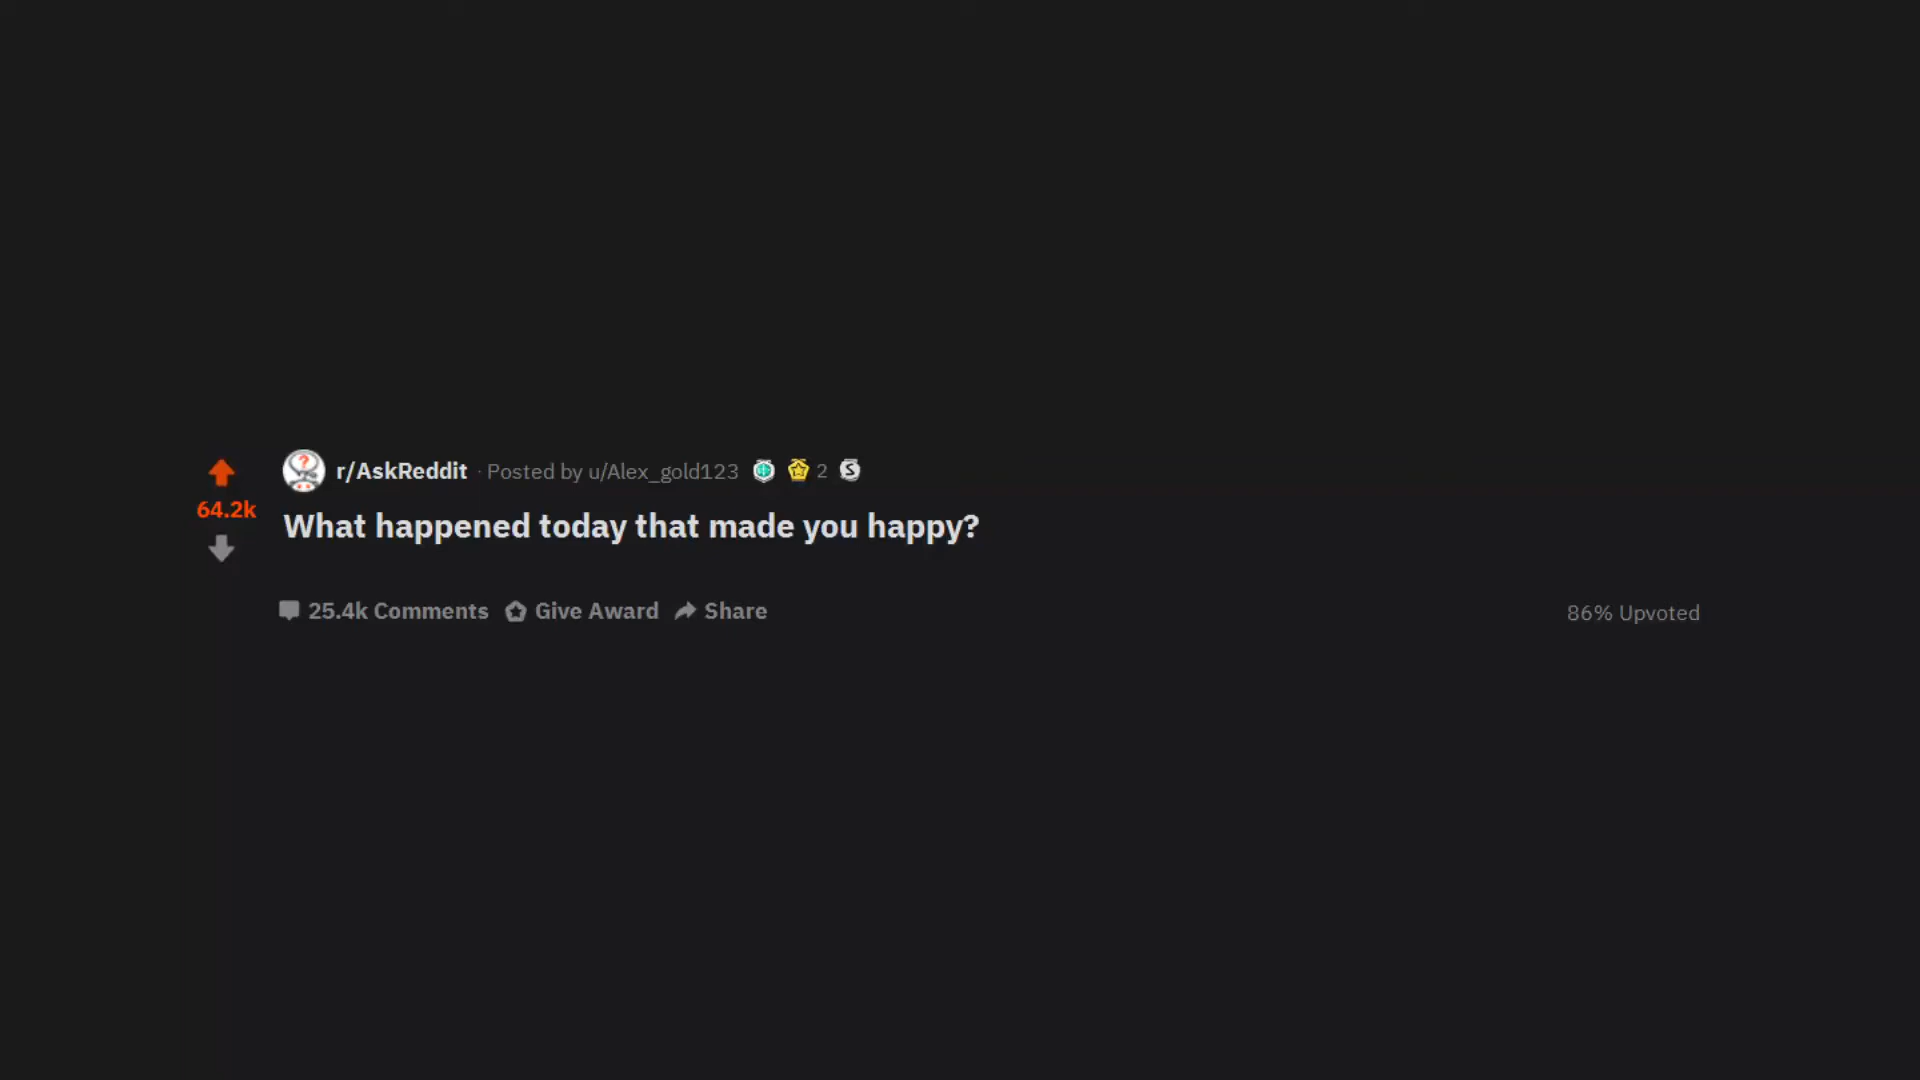 r/AskReddit · Posted by u/Alex_gold123 2
64.2k
What happened today that made you happy?
25.4k Comments Give Award Share
86% Upvoted